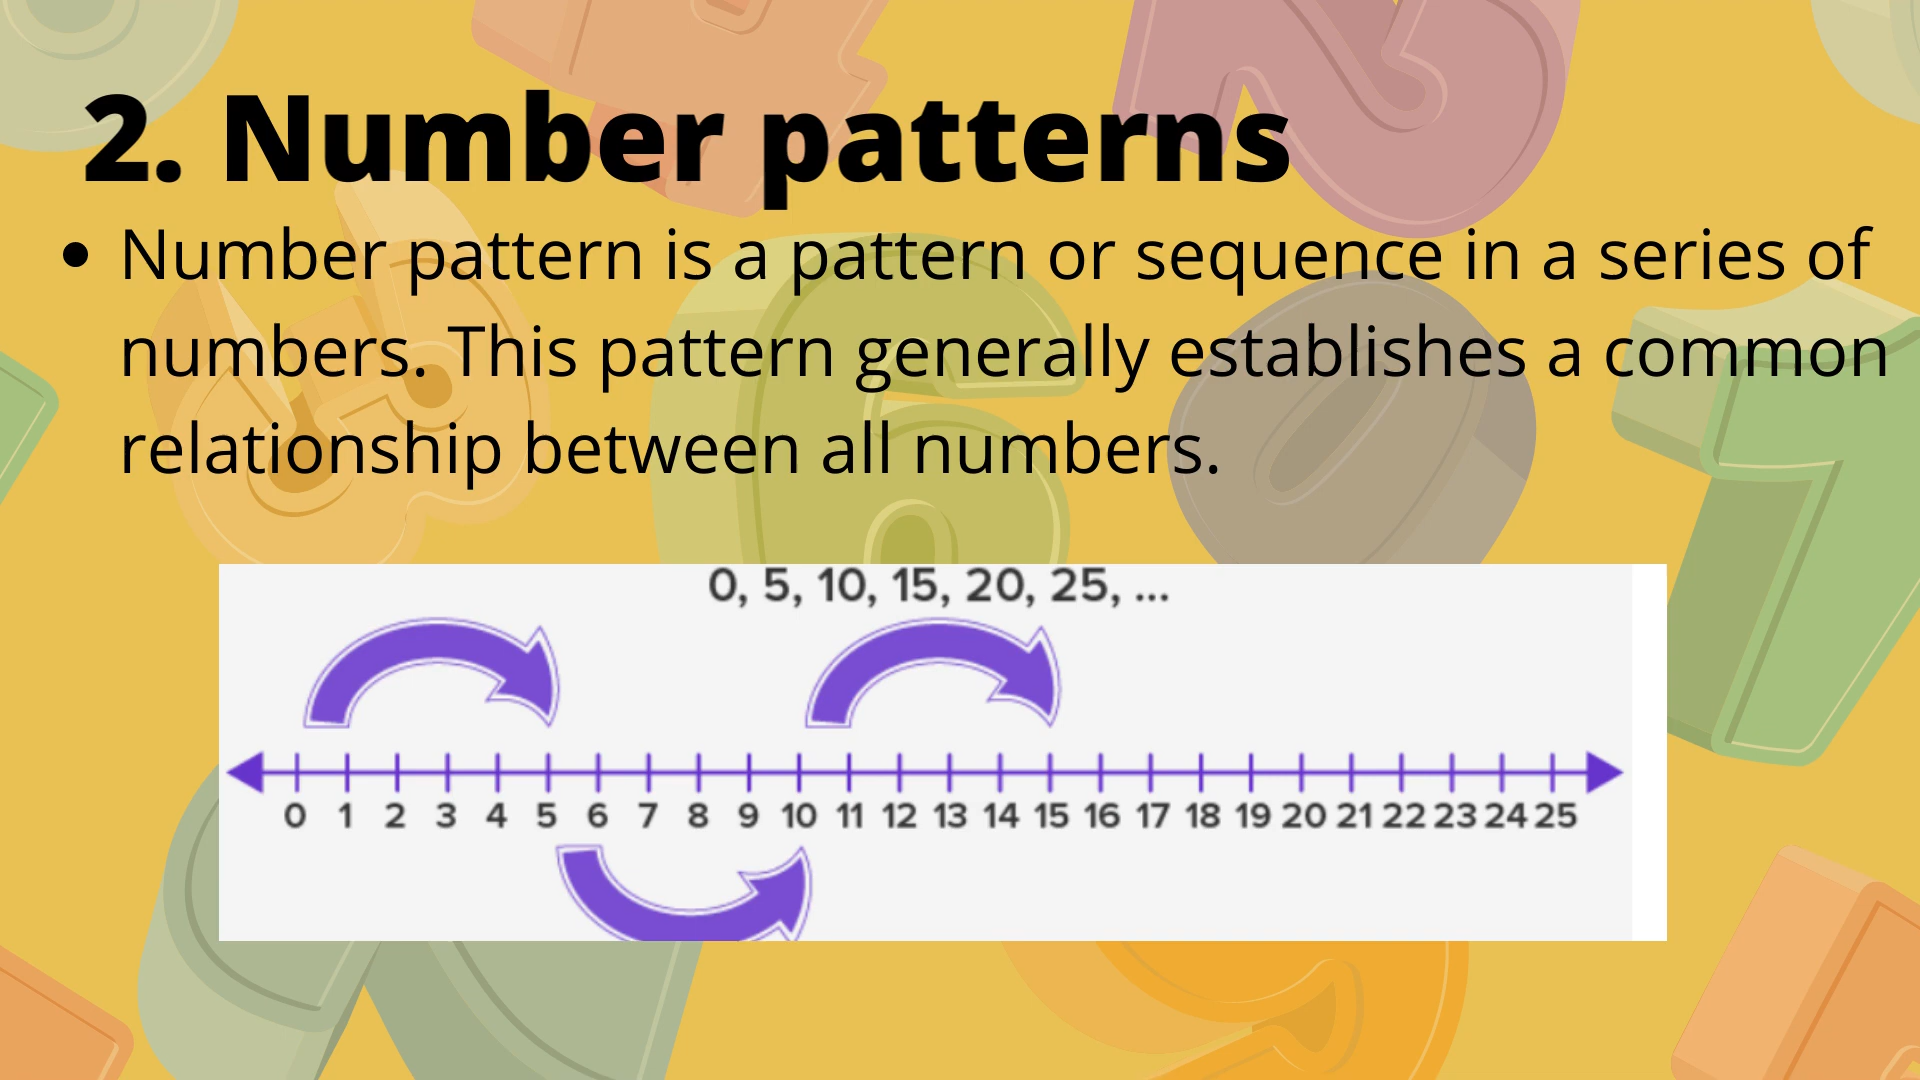 2. Number patterns
• Number pattern is a pattern or sequence in a series of
numbers. This pattern generally establishes a common
relationship between all numbers.
0, 5, 10, 15, 20, 25, ...
0 1 2 3 4 5 6 7 8 9 10 11 12 13 14 15 16 17 18 19 20 21 22 23 24 25